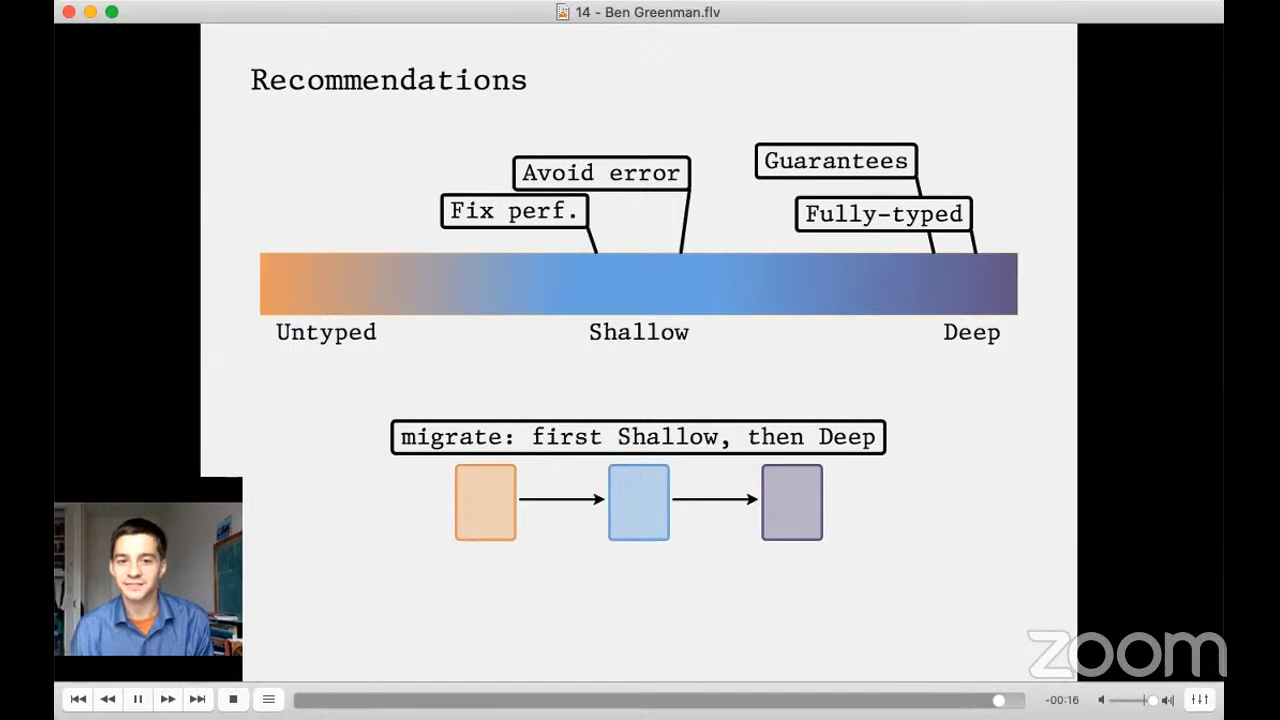 14 - Ben Greenman.flv
Recommendations
Guarantees
Avoid error
Fix perf.
Fully-typed
Untyped
Shallow
Deep
migrate: first Shallow, then Deep
zoom
-00:16